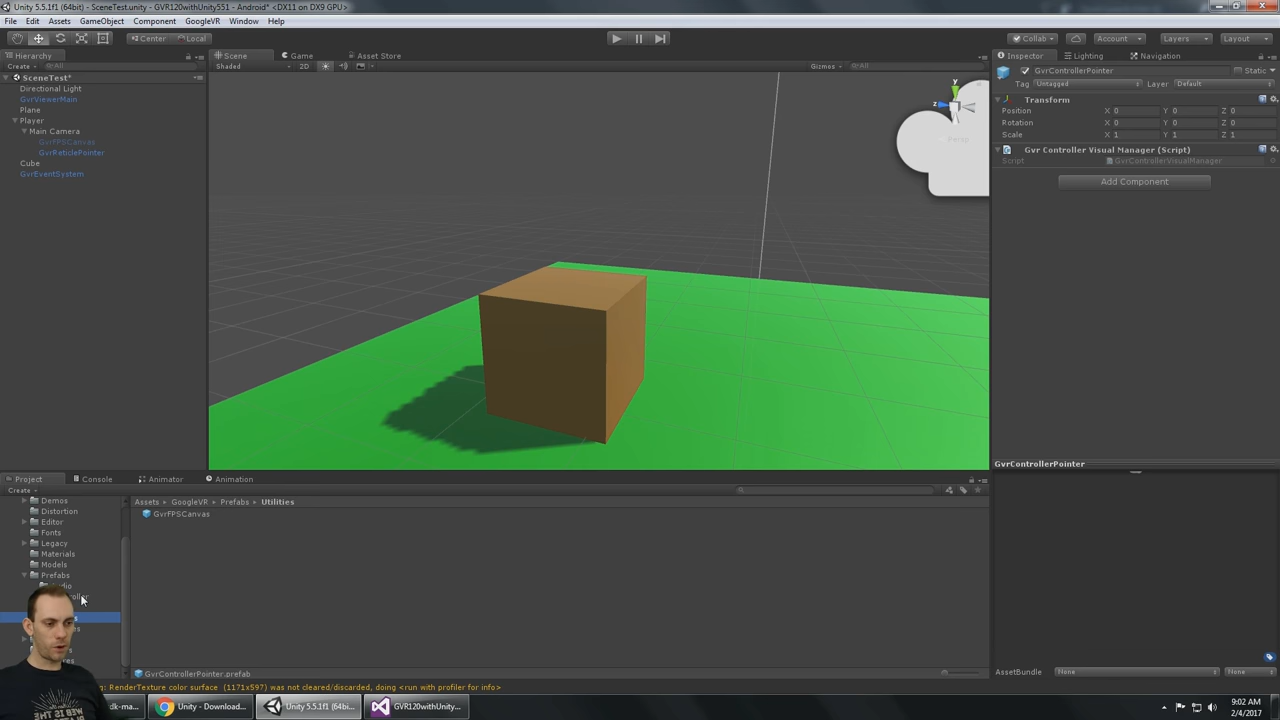 Unity 5.5.1f1 (64bit) - SceneTest.unity - GVR120withUnity551 - Android* <DX11 on DX9 GPU>
File Edit Assets GameObject Component GoogleVR Window Help
Center Local Collab Account Layers Layout
Hierarchy
Create All
SceneTest*
Directional Light
GvrViewerMain
Plane
Player
Main Camera
GvrFPSCanvas
GvrReticlePointer
Cube
GvrEventSystem
Scene Game Asset Store
Shaded 2D Gizmos All
y
z
Persp
Inspector Lighting Navigation
GvrControllerPointer Static
Tag Untagged Layer Default
Transform
Position X 0 Y 0 Z 0
Rotation X 0 Y 0 Z 0
Scale X 1 Y 1 Z 1
Gvr Controller Visual Manager (Script)
Script GvrControllerVisualManager
Add Component
GvrControllerPointer
AssetBundle None None
Project Console Animator Animation
Create
Demos
Distortion
Editor
Fonts
Legacy
Materials
Models
Prefabs
Assets › GoogleVR › Prefabs › Utilities
GvrFPSCanvas
GvrControllerPointer.prefab
: RenderTexture color surface (1171x597) was not cleared/discarded, doing <run with profiler for info>
Unity - Download...
Unity 5.5.1f1 (64bi...
GVR120withUnity...
9:02 AM
2/4/2017